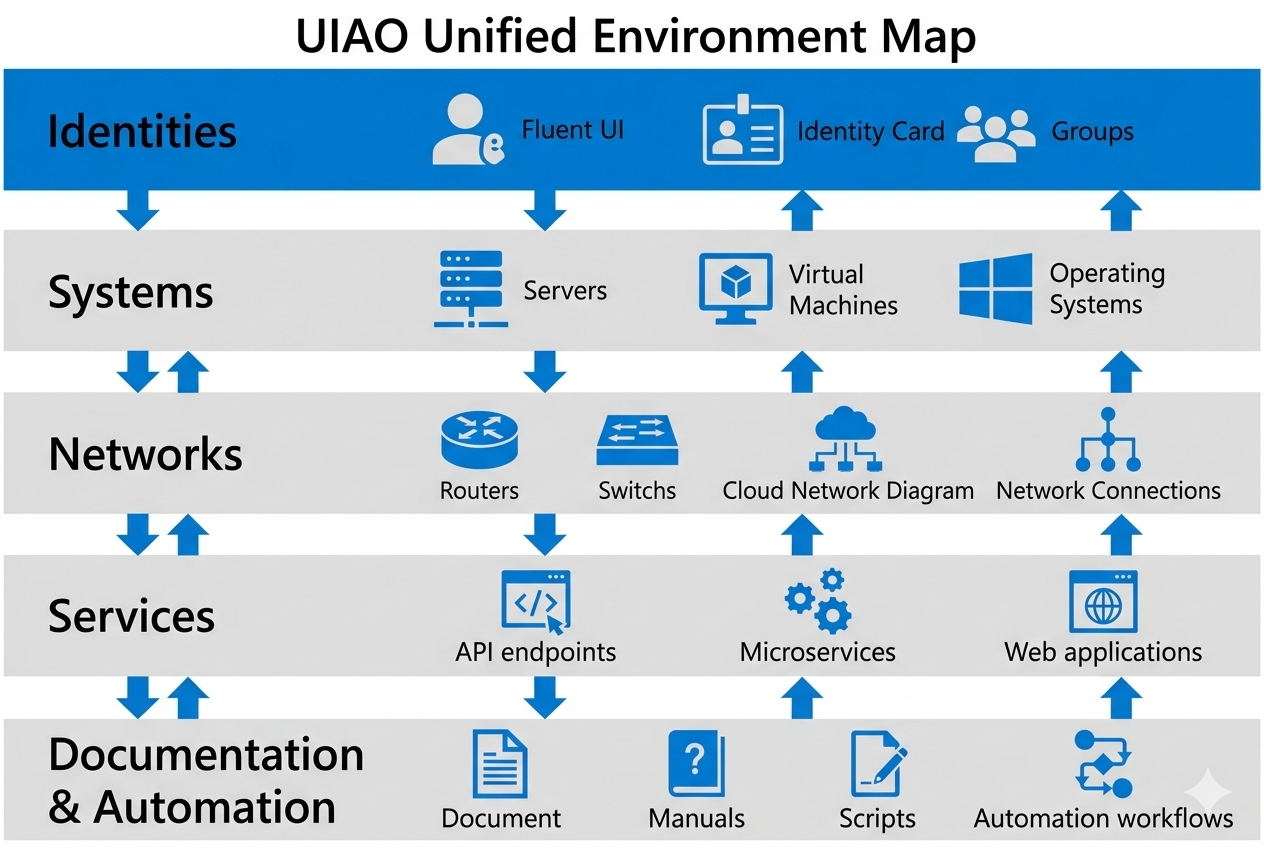 UIAO Unified Environment Map
Identities
Fluent UI
Identity Card
Groups
Systems
Servers
Virtual
Machines
Operating
Systems
Networks
Routers
Switchs
Cloud Network Diagram
Network Connections
Services
API endpoints
Microservices
Web applications
Documentation
& Automation
Document
Manuals
Scripts
Automation workflows